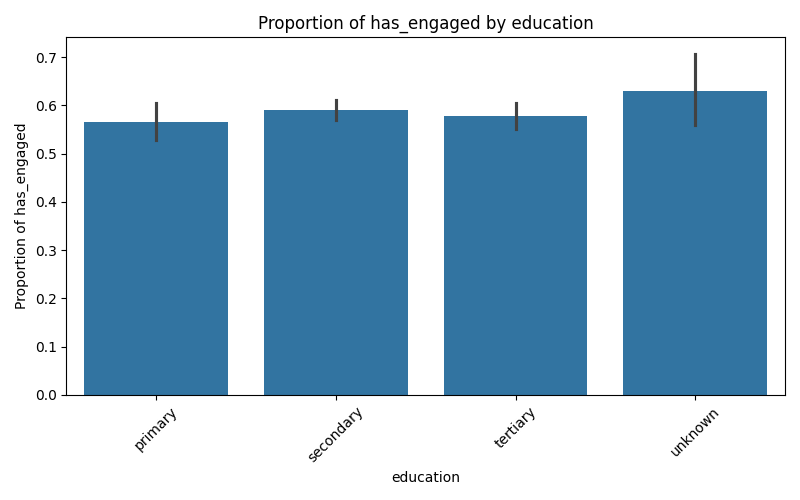 Proportion of has_engaged by education
Proportion of has_engaged
0.7
0.6
0.5
0.4
0.3
0.2
0.1
0.0
primary
secondary
tertiary
unknown
education